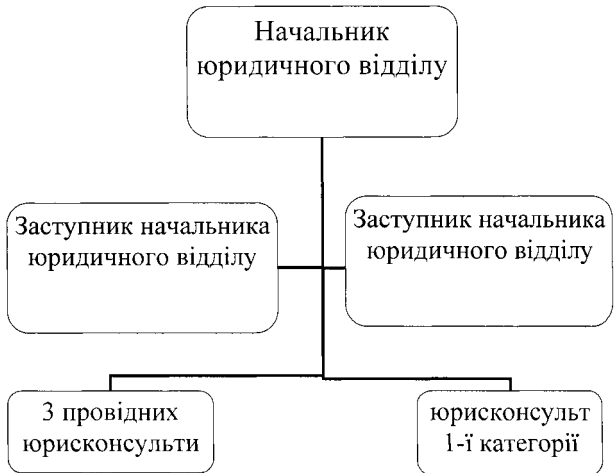 Начальник
юридичного відділу
Заступник начальника
юридичного відділу
Заступник начальника
юридичного відділу
3 провідних
юрисконсульти
юрисконсульт
1-ї категорії